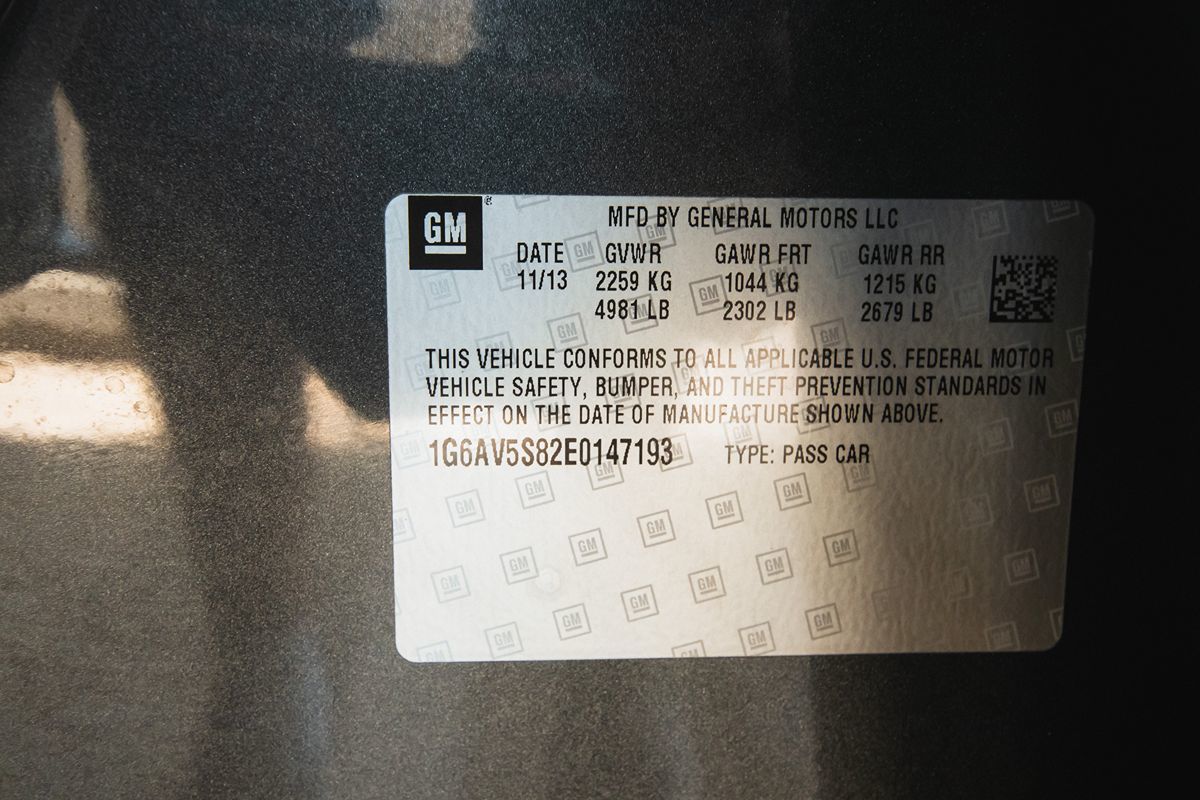 GM ®
MFD BY GENERAL MOTORS LLC
DATE GVWR GAWR FRT GAWR RR
11/13 2259 KG 1044 KG 1215 KG
4981 LB 2302 LB 2679 LB
THIS VEHICLE CONFORMS TO ALL APPLICABLE U.S. FEDERAL MOTOR
VEHICLE SAFETY, BUMPER, AND THEFT PREVENTION STANDARDS IN
EFFECT ON THE DATE OF MANUFACTURE SHOWN ABOVE.
1G6AV5S82E0147193 TYPE: PASS CAR